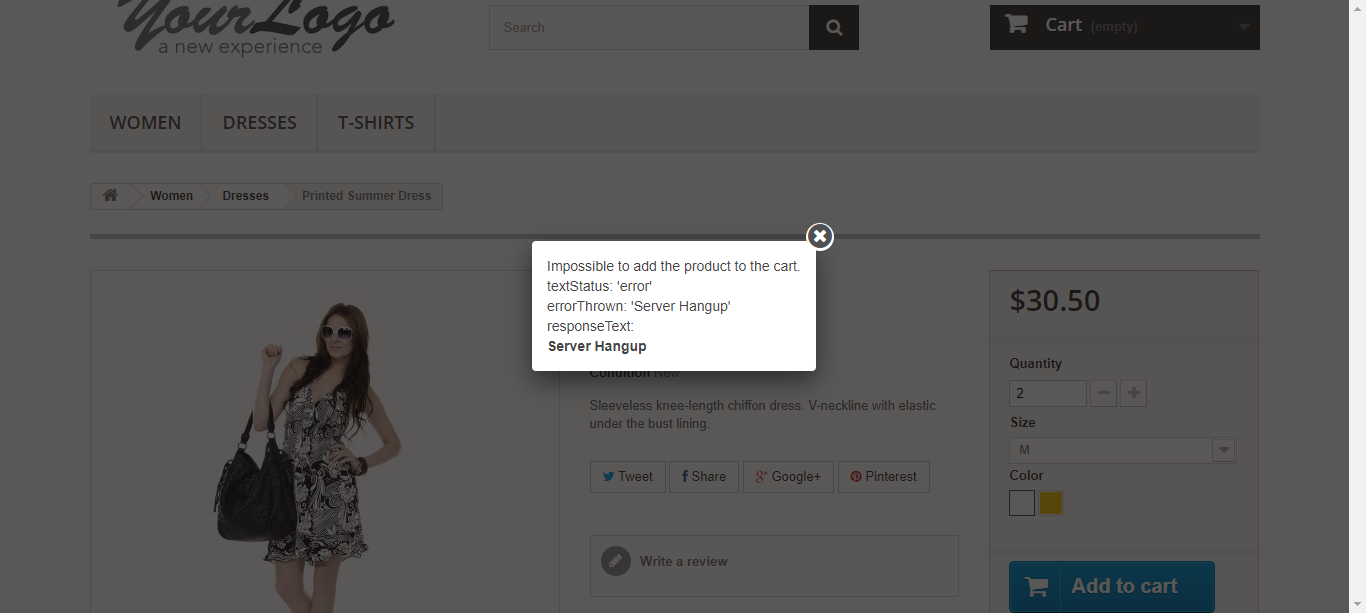 YourLogo
a new experience
Search
Cart (empty)
WOMEN
DRESSES
T-SHIRTS
Women
Dresses
Printed Summer Dress
Impossible to add the product to the cart.
textStatus: 'error'
errorThrown: 'Server Hangup'
responseText:
Server Hangup
Condition New
Sleeveless knee-length chiffon dress. V-neckline with elastic
under the bust lining.
Tweet
Share
Google+
Pinterest
Write a review
$30.50
Quantity
2
Size
M
Color
Add to cart